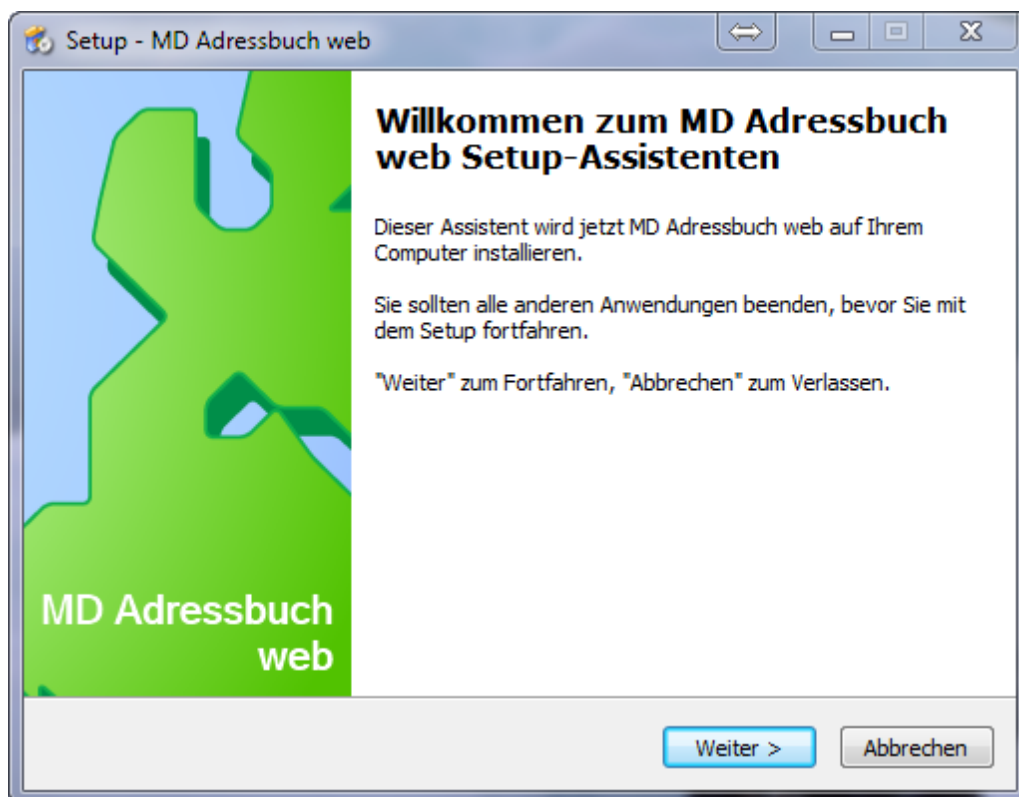 Setup - MD Adressbuch web
Willkommen zum MD Adressbuch
web Setup-Assistenten
Dieser Assistent wird jetzt MD Adressbuch web auf Ihrem
Computer installieren.
Sie sollten alle anderen Anwendungen beenden, bevor Sie mit
dem Setup fortfahren.
"Weiter" zum Fortfahren, "Abbrechen" zum Verlassen.
MD Adressbuch
web
Weiter >
Abbrechen